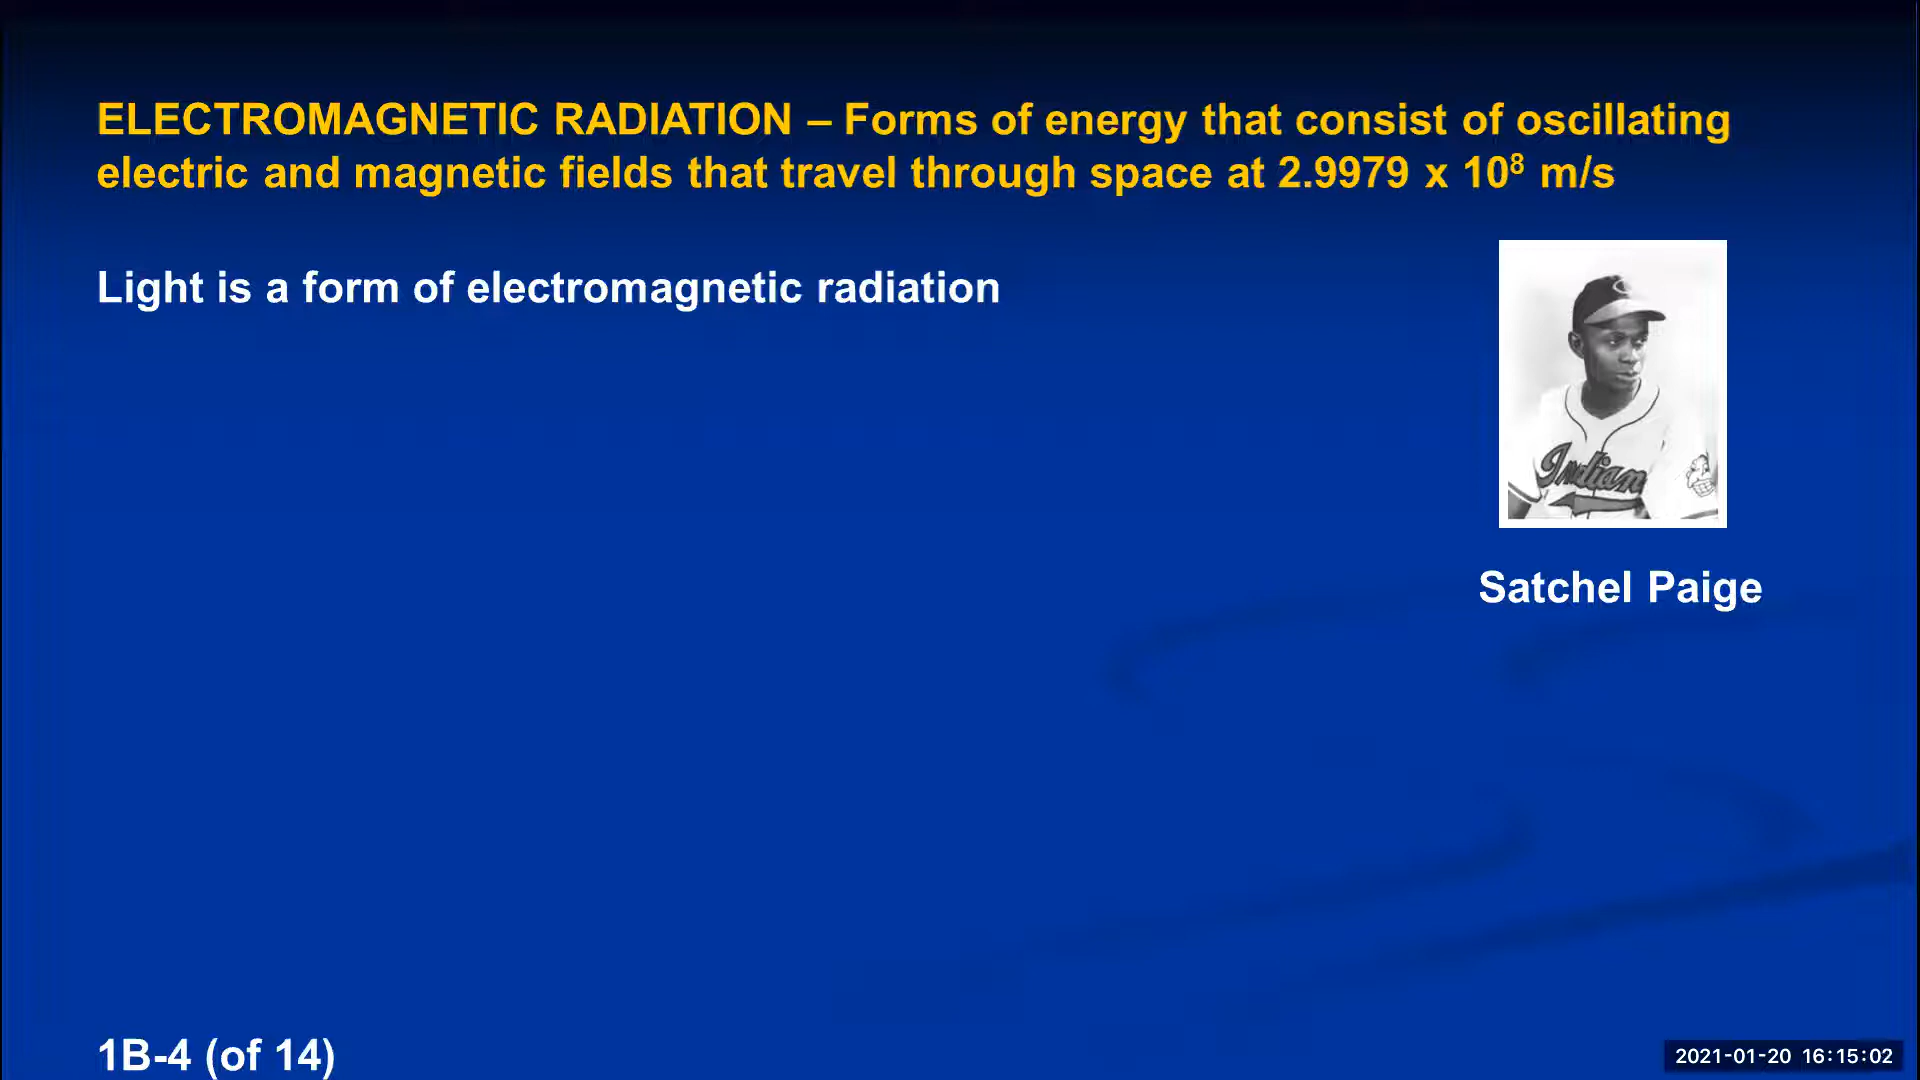 ELECTROMAGNETIC RADIATION – Forms of energy that consist of oscillating
electric and magnetic fields that travel through space at 2.9979 x 10⁸ m/s
Light is a form of electromagnetic radiation
Indian
Satchel Paige
1B-4 (of 14)
2021-01-20 16:15:02